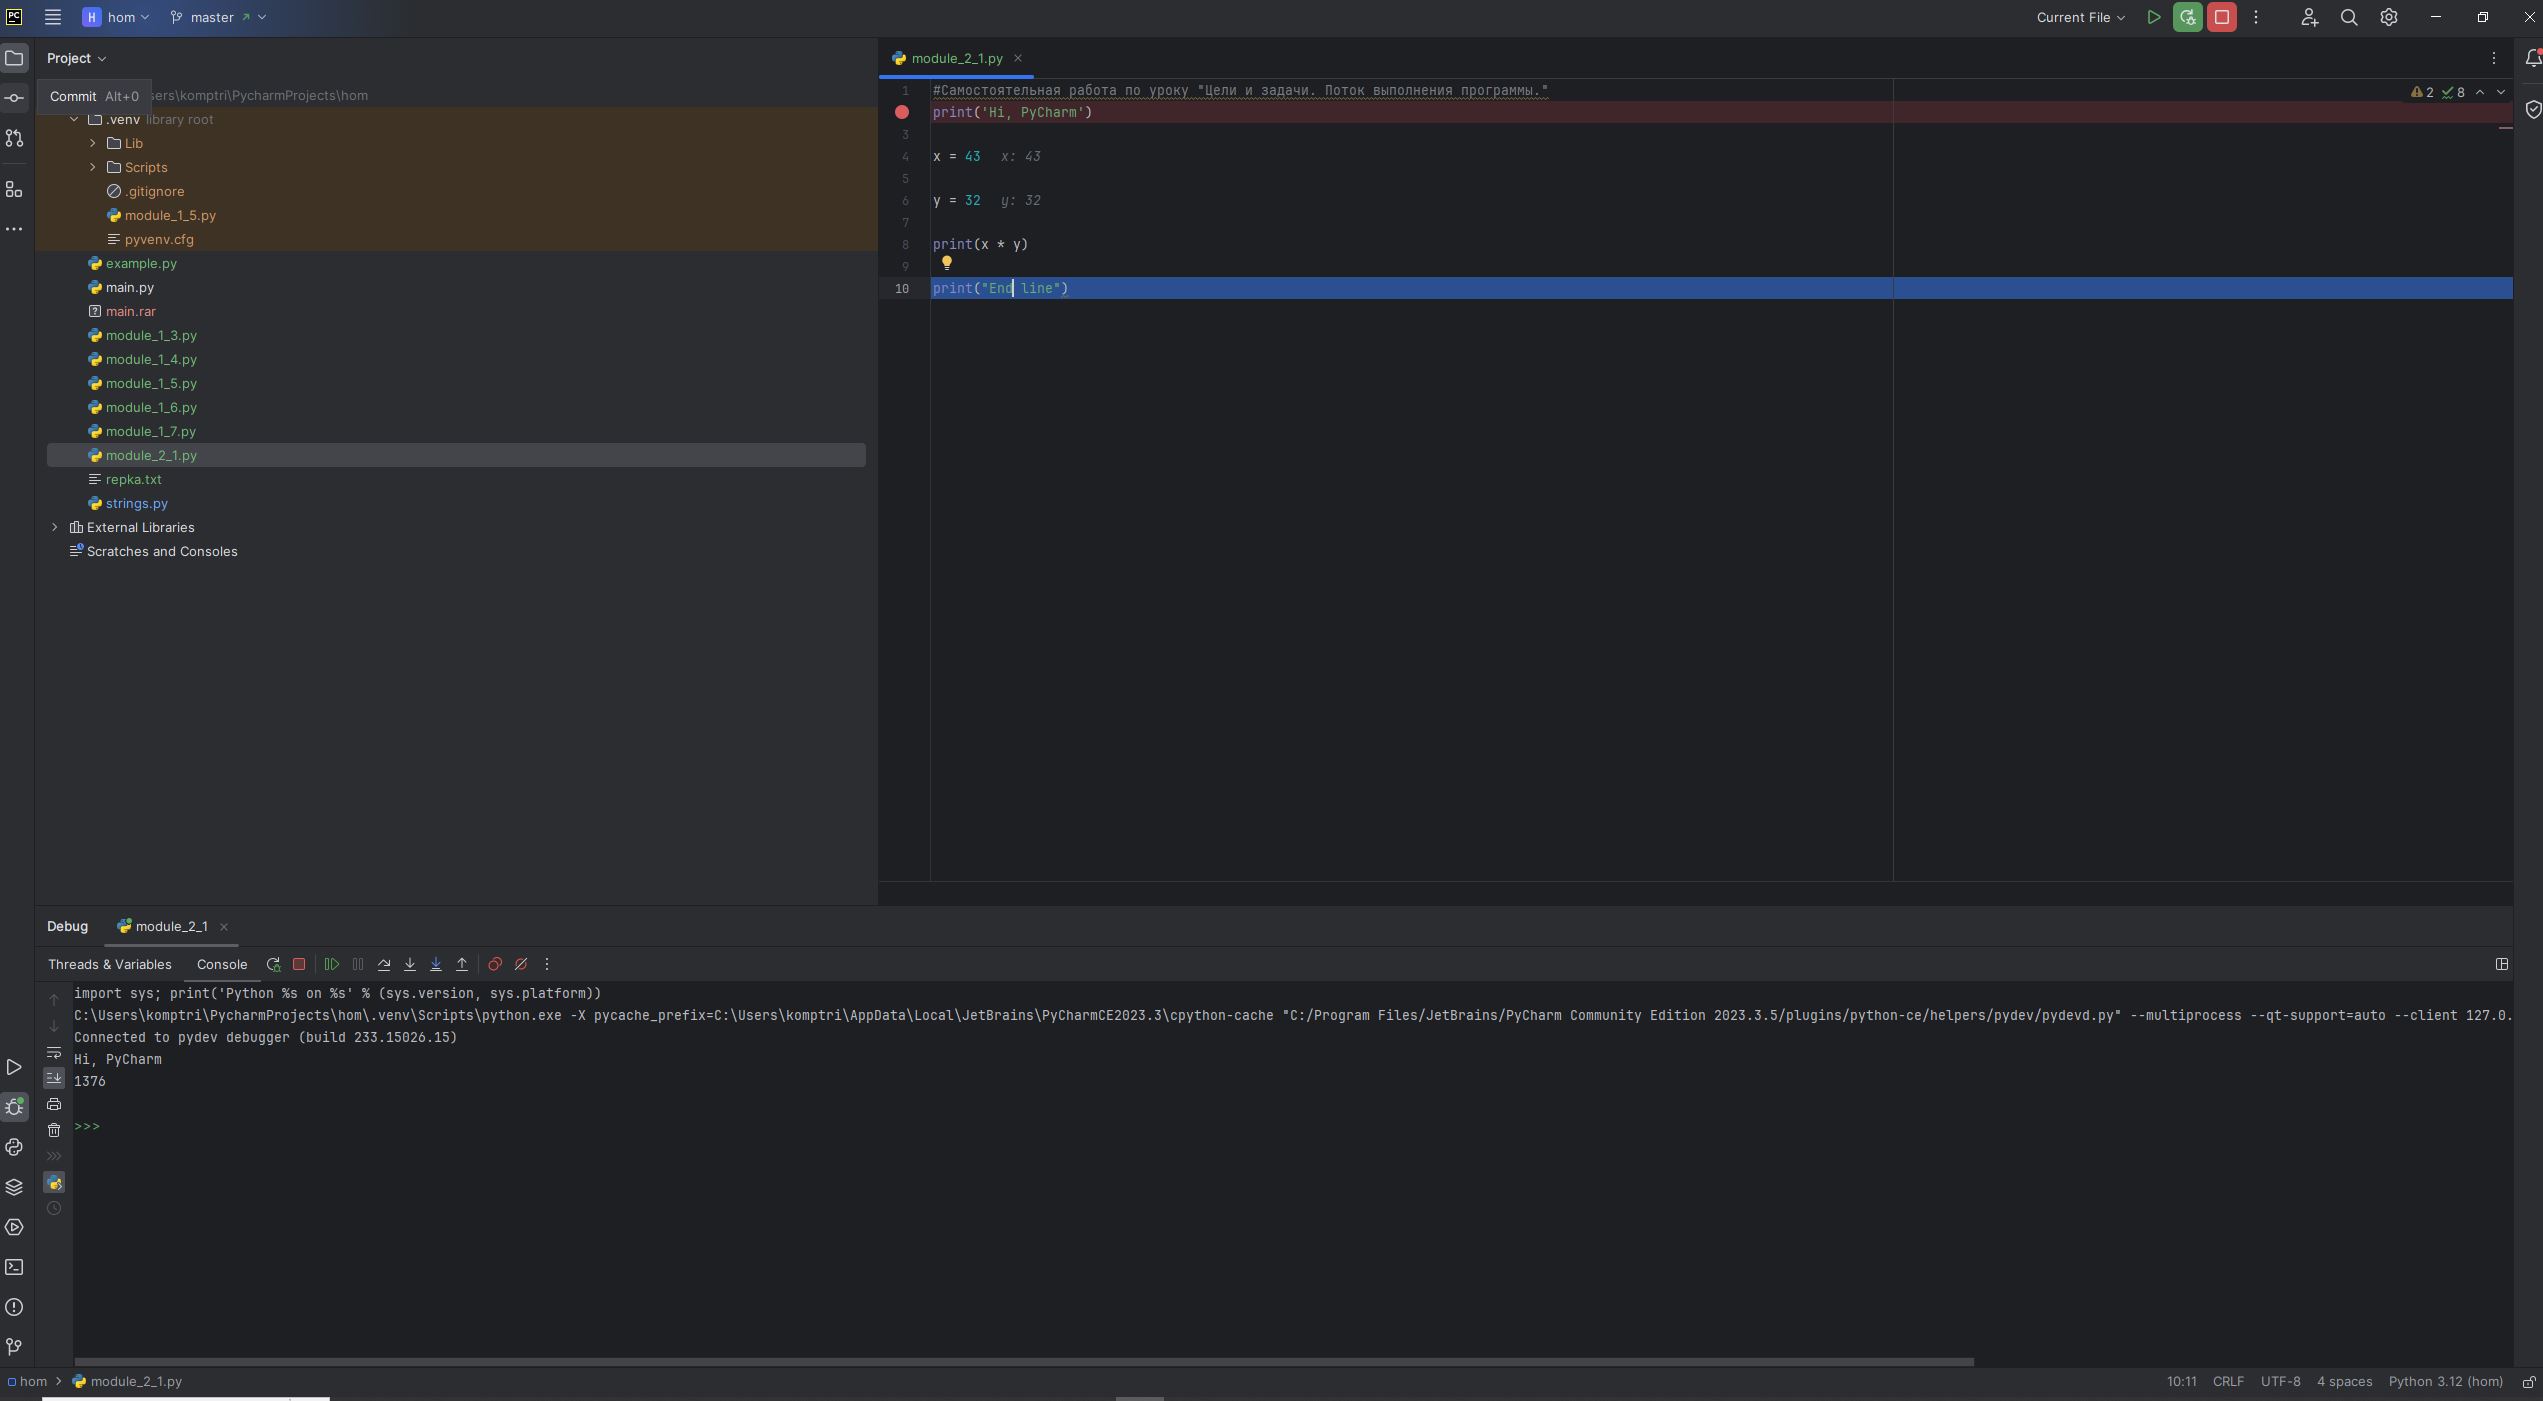 PC H hom master Current File
Project
module_2_1.py
Commit Alt+0 sers\komptri\PycharmProjects\hom
.venv library root
Lib
Scripts
.gitignore
module_1_5.py
pyvenv.cfg
example.py
main.py
main.rar
module_1_3.py
module_1_4.py
module_1_5.py
module_1_6.py
module_1_7.py
module_2_1.py
repka.txt
strings.py
External Libraries
Scratches and Consoles
1 #Самостоятельная работа по уроку "Цели и задачи. Поток выполнения программы."
2 8
print('Hi, PyCharm')
3
4 x = 43 x: 43
5
6 y = 32 y: 32
7
8 print(x * y)
9
10 print("End line")
Debug module_2_1
Threads & Variables Console
import sys; print('Python %s on %s' % (sys.version, sys.platform))
C:\Users\komptri\PycharmProjects\hom\.venv\Scripts\python.exe -X pycache_prefix=C:\Users\komptri\AppData\Local\JetBrains\PyCharmCE2023.3\cpython-cache "C:/Program Files/JetBrains/PyCharm Community Edition 2023.3.5/plugins/python-ce/helpers/pydev/pydevd.py" --multiprocess --qt-support=auto --client 127.0.
Connected to pydev debugger (build 233.15026.15)
Hi, PyCharm
1376
>>>
hom module_2_1.py
10:11 CRLF UTF-8 4 spaces Python 3.12 (hom)